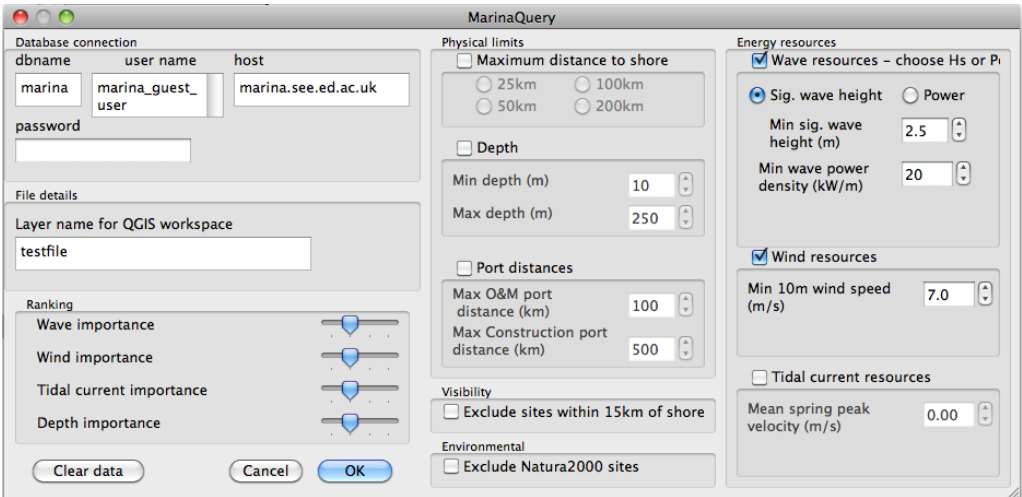 MarinaQuery
Database connection
dbname user name host
marina marina_guest_
user marina.see.ed.ac.uk
password
File details
Layer name for QGIS workspace
testfile
Ranking
Wave importance
Wind importance
Tidal current importance
Depth importance
Clear data Cancel OK
Physical limits
Maximum distance to shore
25km 100km
50km 200km
Depth
Min depth (m) 10
Max depth (m) 250
Port distances
Max O&M port
distance (km) 100
Max Construction port
distance (km) 500
Visibility
Exclude sites within 15km of shore
Environmental
Exclude Natura2000 sites
Energy resources
Wave resources – choose Hs or P
Sig. wave height Power
Min sig. wave
height (m) 2.5
Min wave power
density (kW/m) 20
Wind resources
Min 10m wind speed
(m/s) 7.0
Tidal current resources
Mean spring peak
velocity (m/s) 0.00